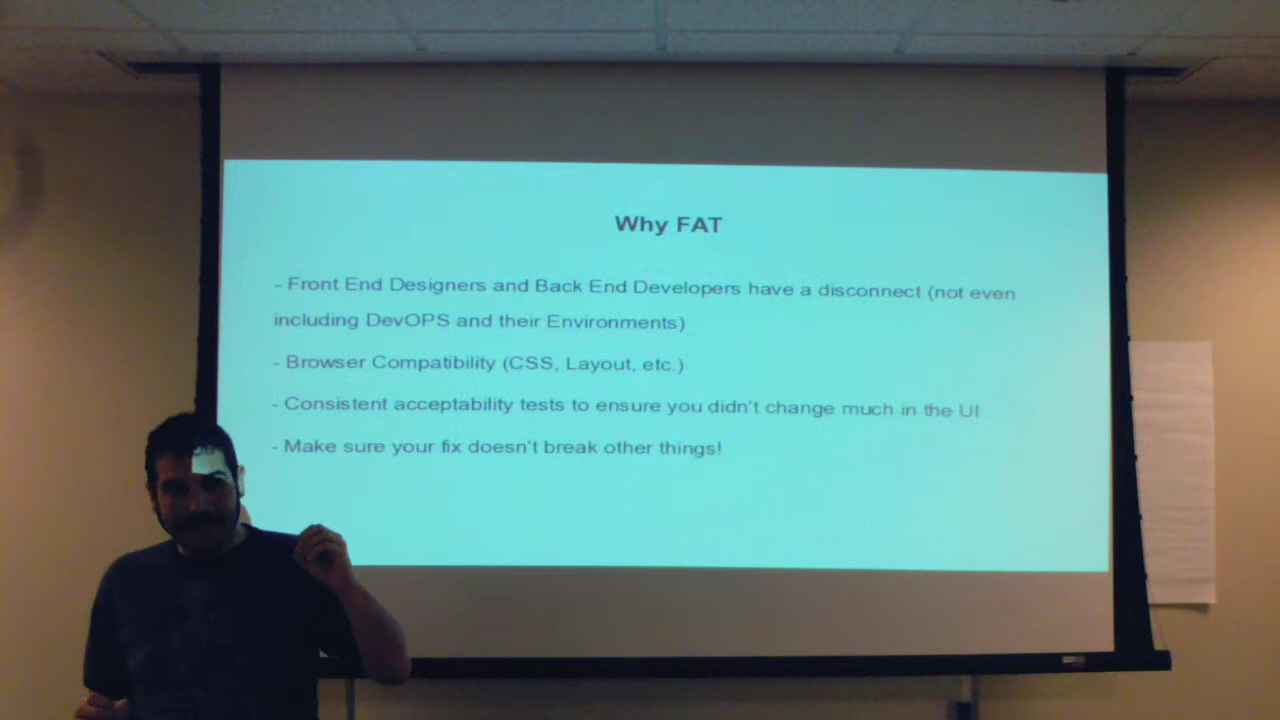 Why FAT
- Front End Designers and Back End Developers have a disconnect (not even
including DevOPS and their Environments)
- Browser Compatibility (CSS, Layout, etc.)
- Consistent acceptability tests to ensure you didn't change much in the UI
- Make sure your fix doesn't break other things!